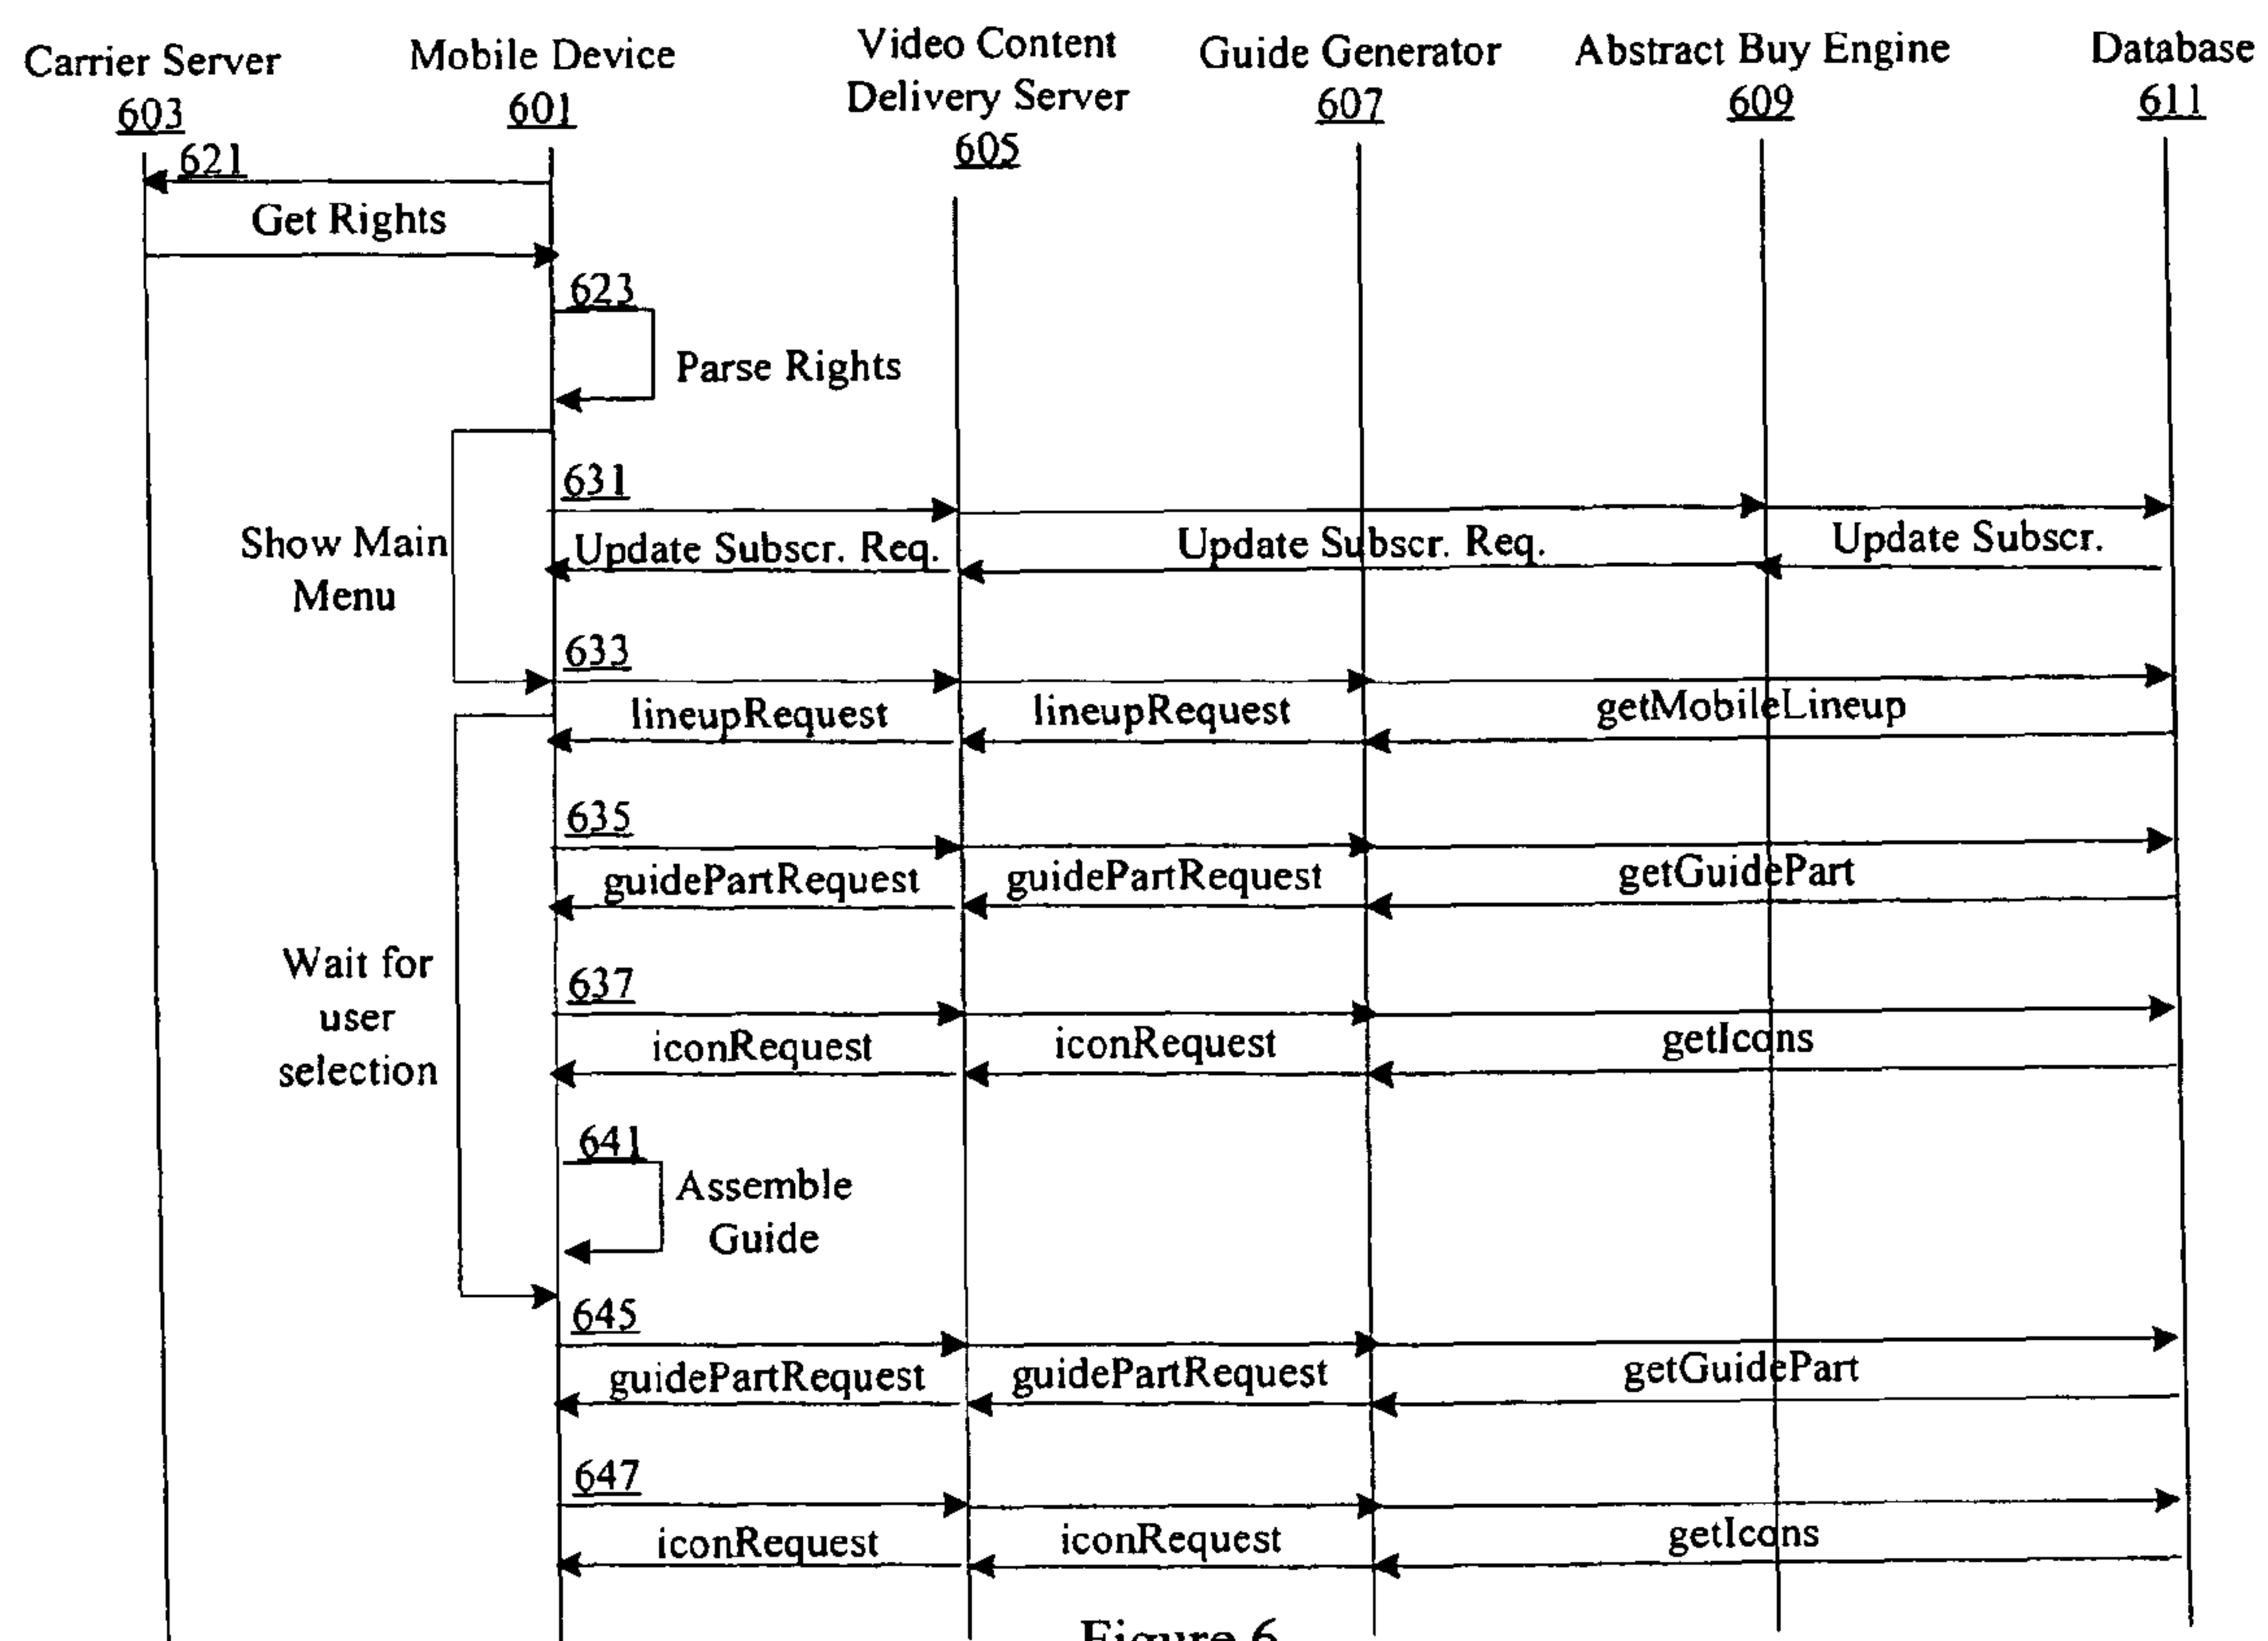 Carrier Server
603
Mobile Device
601
Video Content
Delivery Server
605
Guide Generator
607
Abstract Buy Engine
609
Database
611
621
Get Rights
623
Parse Rights
Show Main
Menu
631
Update Subscr. Req.
Update Subscr. Req.
Update Subscr.
633
lineupRequest
lineupRequest
getMobileLineup
635
guidePartRequest
guidePartRequest
getGuidePart
Wait for
user
selection
637
iconRequest
iconRequest
getIcons
641
Assemble
Guide
645
guidePartRequest
guidePartRequest
getGuidePart
647
iconRequest
iconRequest
getIcons
Figure 6